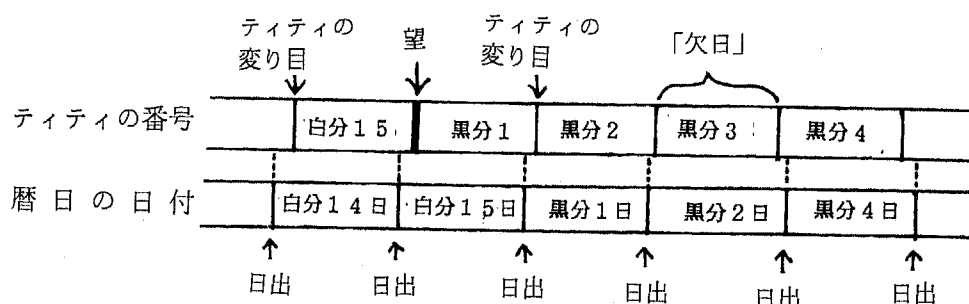 ティティの
変り目
望
ティティの
変り目
「欠日」
ティティの番号
白分15
黒分1
黒分2
黒分3
黒分4
暦日の日付
白分14日
白分15日
黒分1日
黒分2日
黒分4日
日出
日出
日出
日出
日出
日出